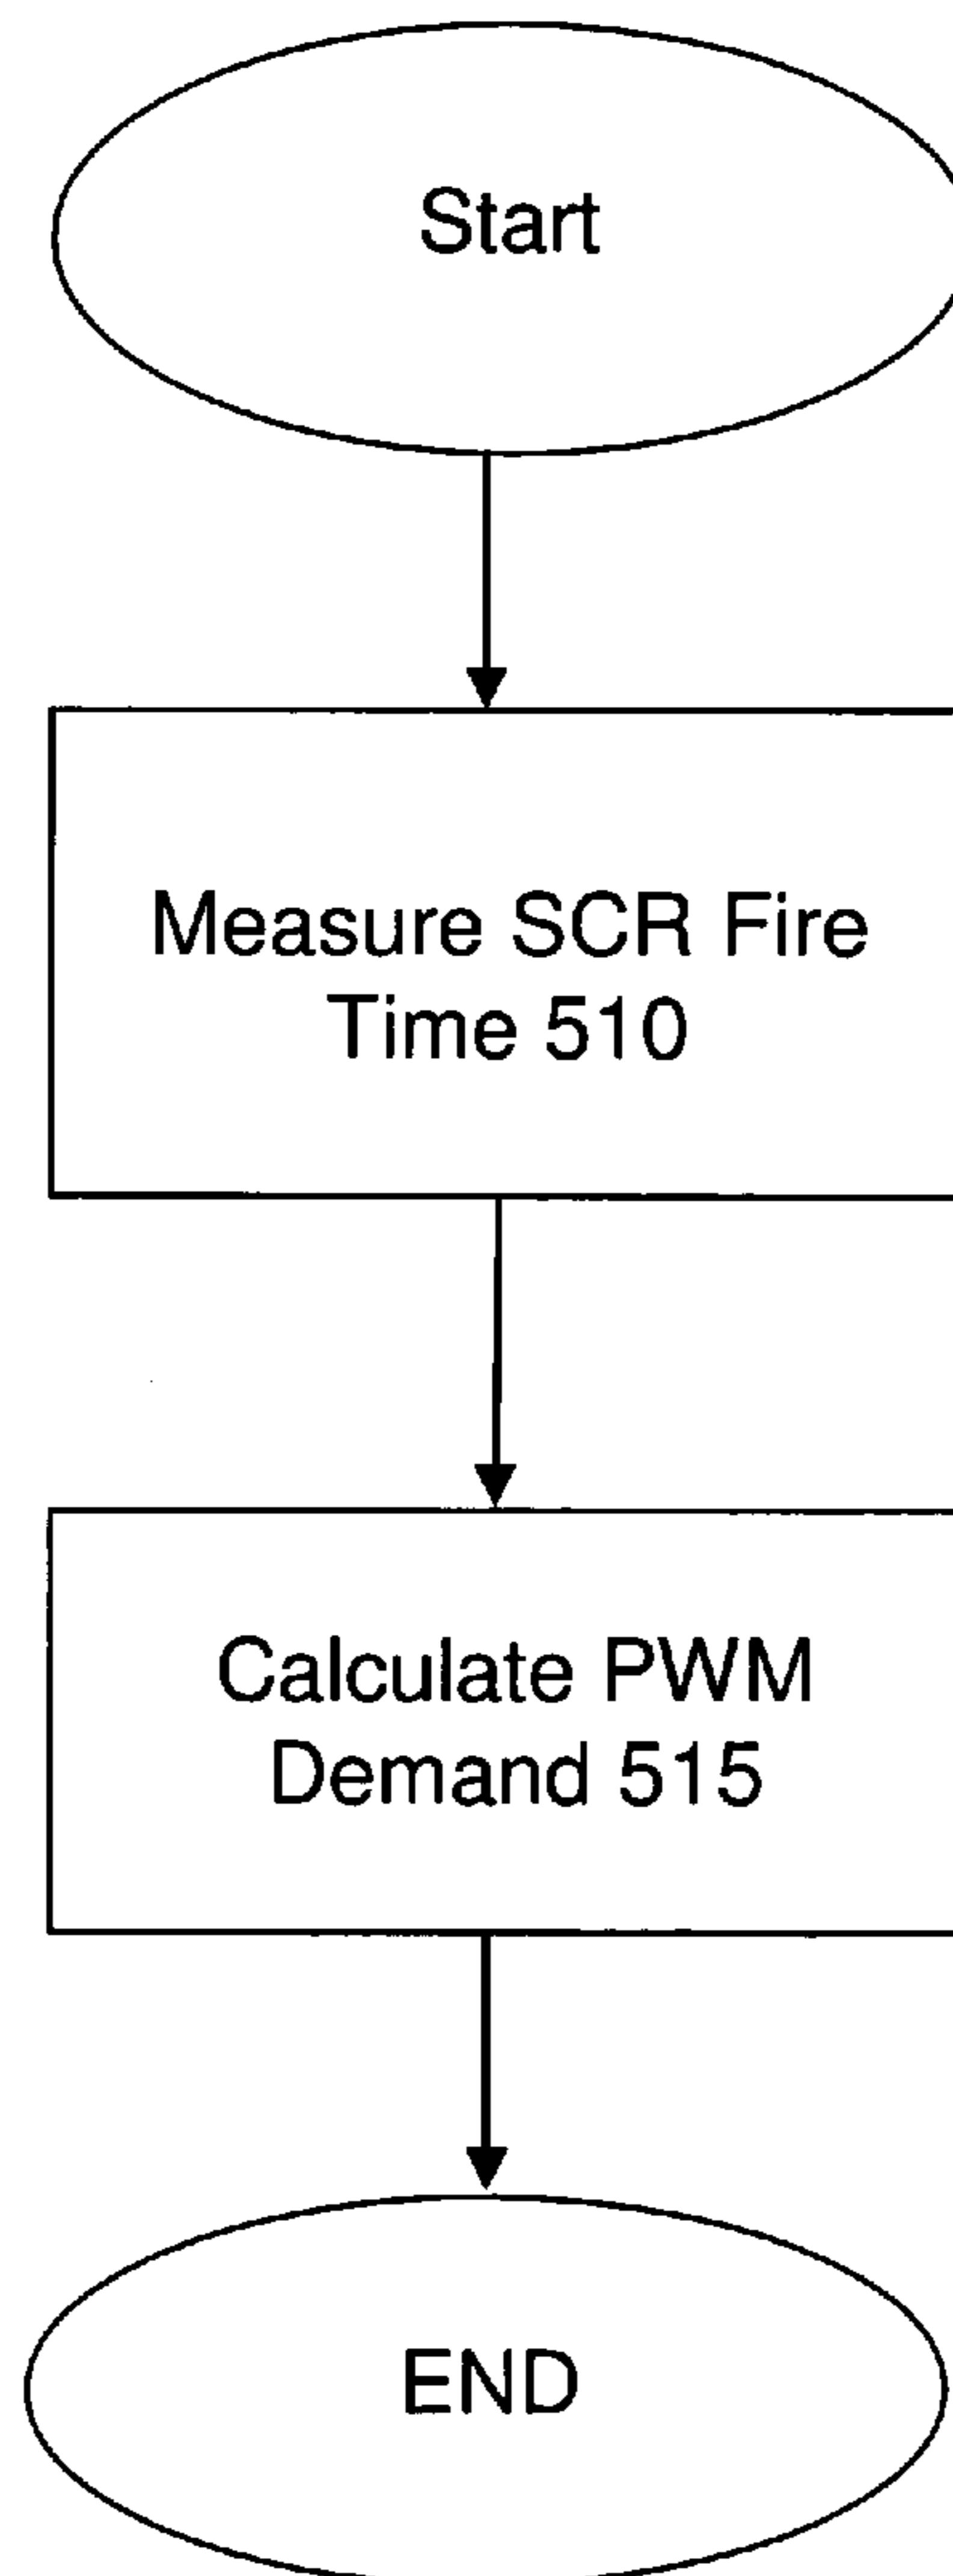 Start
Measure SCR Fire
Time 510
Calculate PWM
Demand 515
END